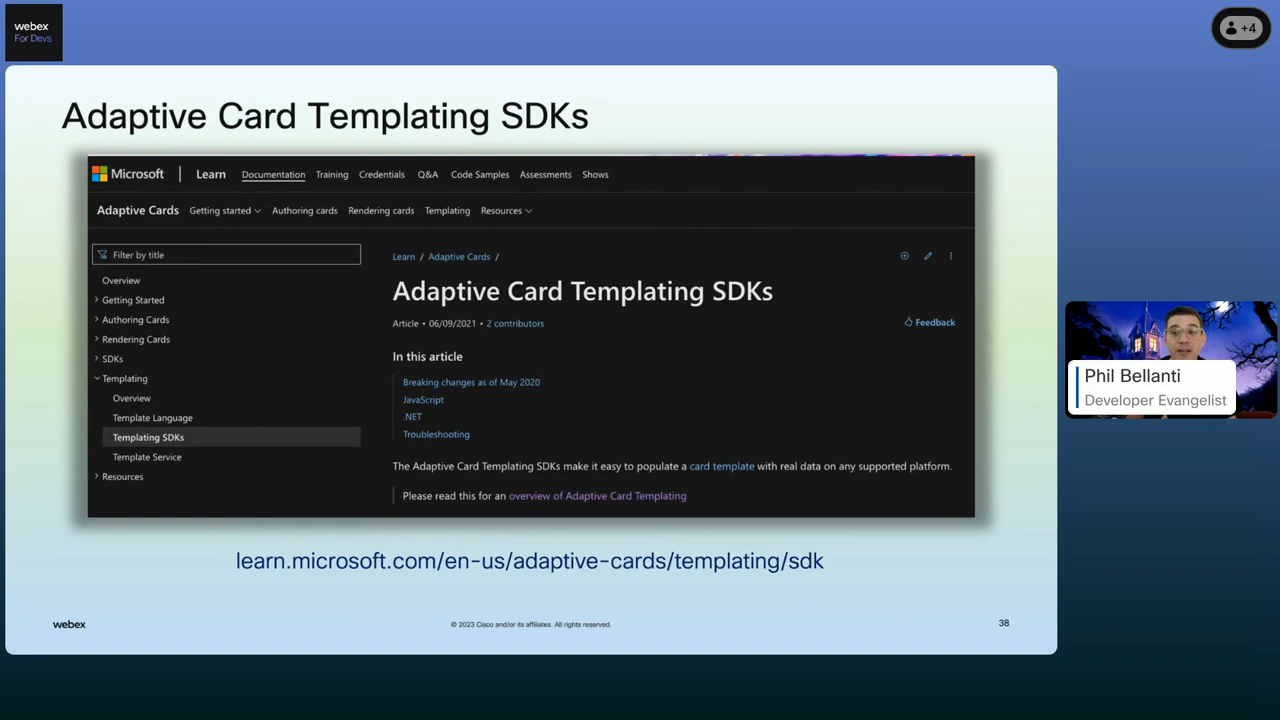 webex
For Devs
+4
Adaptive Card Templating SDKs
Microsoft | Learn Documentation Training Credentials Q&A Code Samples Assessments Shows
Adaptive Cards Getting started Authoring cards Rendering cards Templating Resources
Filter by title
Overview
Getting Started
Authoring Cards
Rendering Cards
SDKs
Templating
Overview
Template Language
Templating SDKs
Template Service
Resources
Learn / Adaptive Cards /
Adaptive Card Templating SDKs
Article • 06/09/2021 • 2 contributors
Feedback
In this article
Breaking changes as of May 2020
JavaScript
.NET
Troubleshooting
The Adaptive Card Templating SDKs make it easy to populate a card template with real data on any supported platform.
Please read this for an overview of Adaptive Card Templating
learn.microsoft.com/en-us/adaptive-cards/templating/sdk
webex
© 2023 Cisco and/or its affiliates. All rights reserved.
38
Phil Bellanti
Developer Evangelist